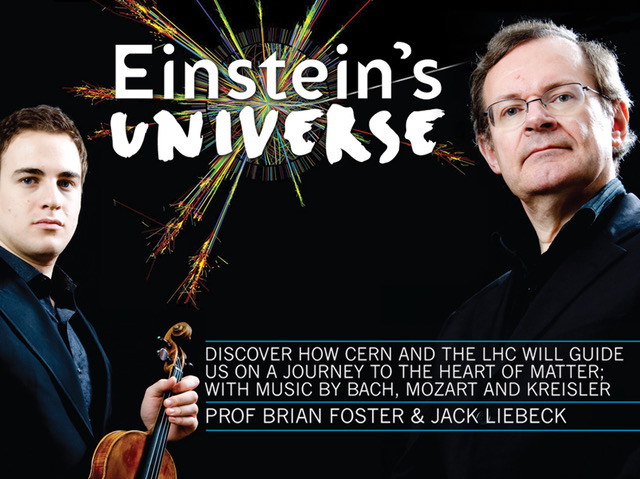 Einstein's
UNIVERSE
DISCOVER HOW CERN AND THE LHC WILL GUIDE
US ON A JOURNEY TO THE HEART OF MATTER;
WITH MUSIC BY BACH, MOZART AND KREISLER
PROF BRIAN FOSTER & JACK LIEBECK